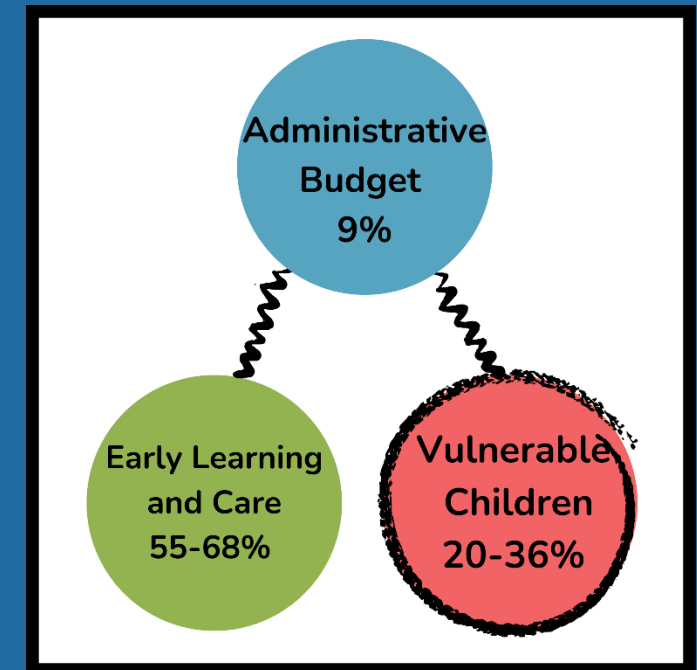 Administrative
Budget
9%
Early Learning
and Care
55-68%
Vulnerable
Children
20-36%